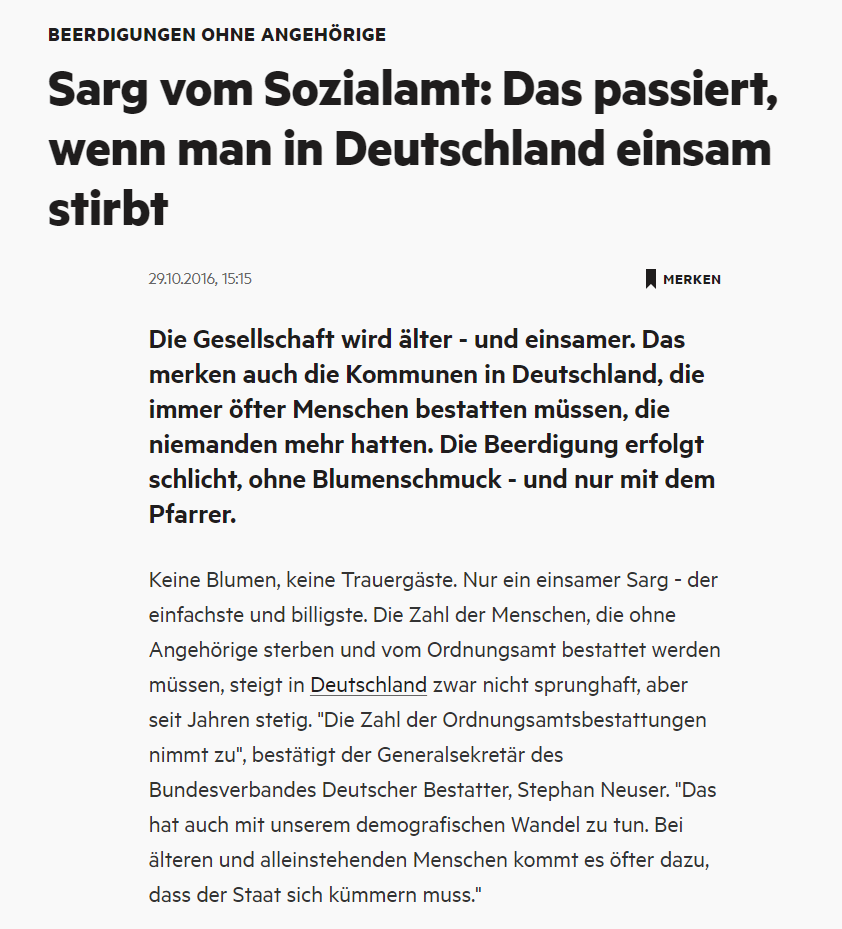 BEERDIGUNGEN OHNE ANGEHÖRIGE
Sarg vom Sozialamt: Das passiert,
wenn man in Deutschland einsam
stirbt
29.10.2016, 15:15
MERKEN
Die Gesellschaft wird älter - und einsamer. Das
merken auch die Kommunen in Deutschland, die
immer öfter Menschen bestatten müssen, die
niemanden mehr hatten. Die Beerdigung erfolgt
schlicht, ohne Blumenschmuck - und nur mit dem
Pfarrer.
Keine Blumen, keine Trauergäste. Nur ein einsamer Sarg - der
einfachste und billigste. Die Zahl der Menschen, die ohne
Angehörige sterben und vom Ordnungsamt bestattet werden
müssen, steigt in Deutschland zwar nicht sprunghaft, aber
seit Jahren stetig. "Die Zahl der Ordnungsamtsbestattungen
nimmt zu", bestätigt der Generalsekretär des
Bundesverbandes Deutscher Bestatter, Stephan Neuser. "Das
hat auch mit unserem demografischen Wandel zu tun. Bei
älteren und alleinstehenden Menschen kommt es öfter dazu,
dass der Staat sich kümmern muss."